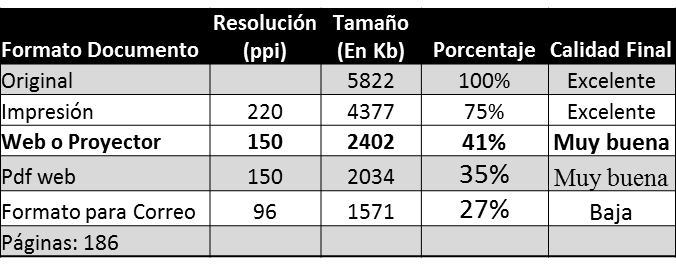 Formato Documento Resolución (ppi) Tamaño (En Kb) Porcentaje Calidad Final
Original 5822 100% Excelente
Impresión 220 4377 75% Excelente
Web o Proyector 150 2402 41% Muy buena
Pdf web 150 2034 35% Muy buena
Formato para Correo 96 1571 27% Baja
Páginas: 186